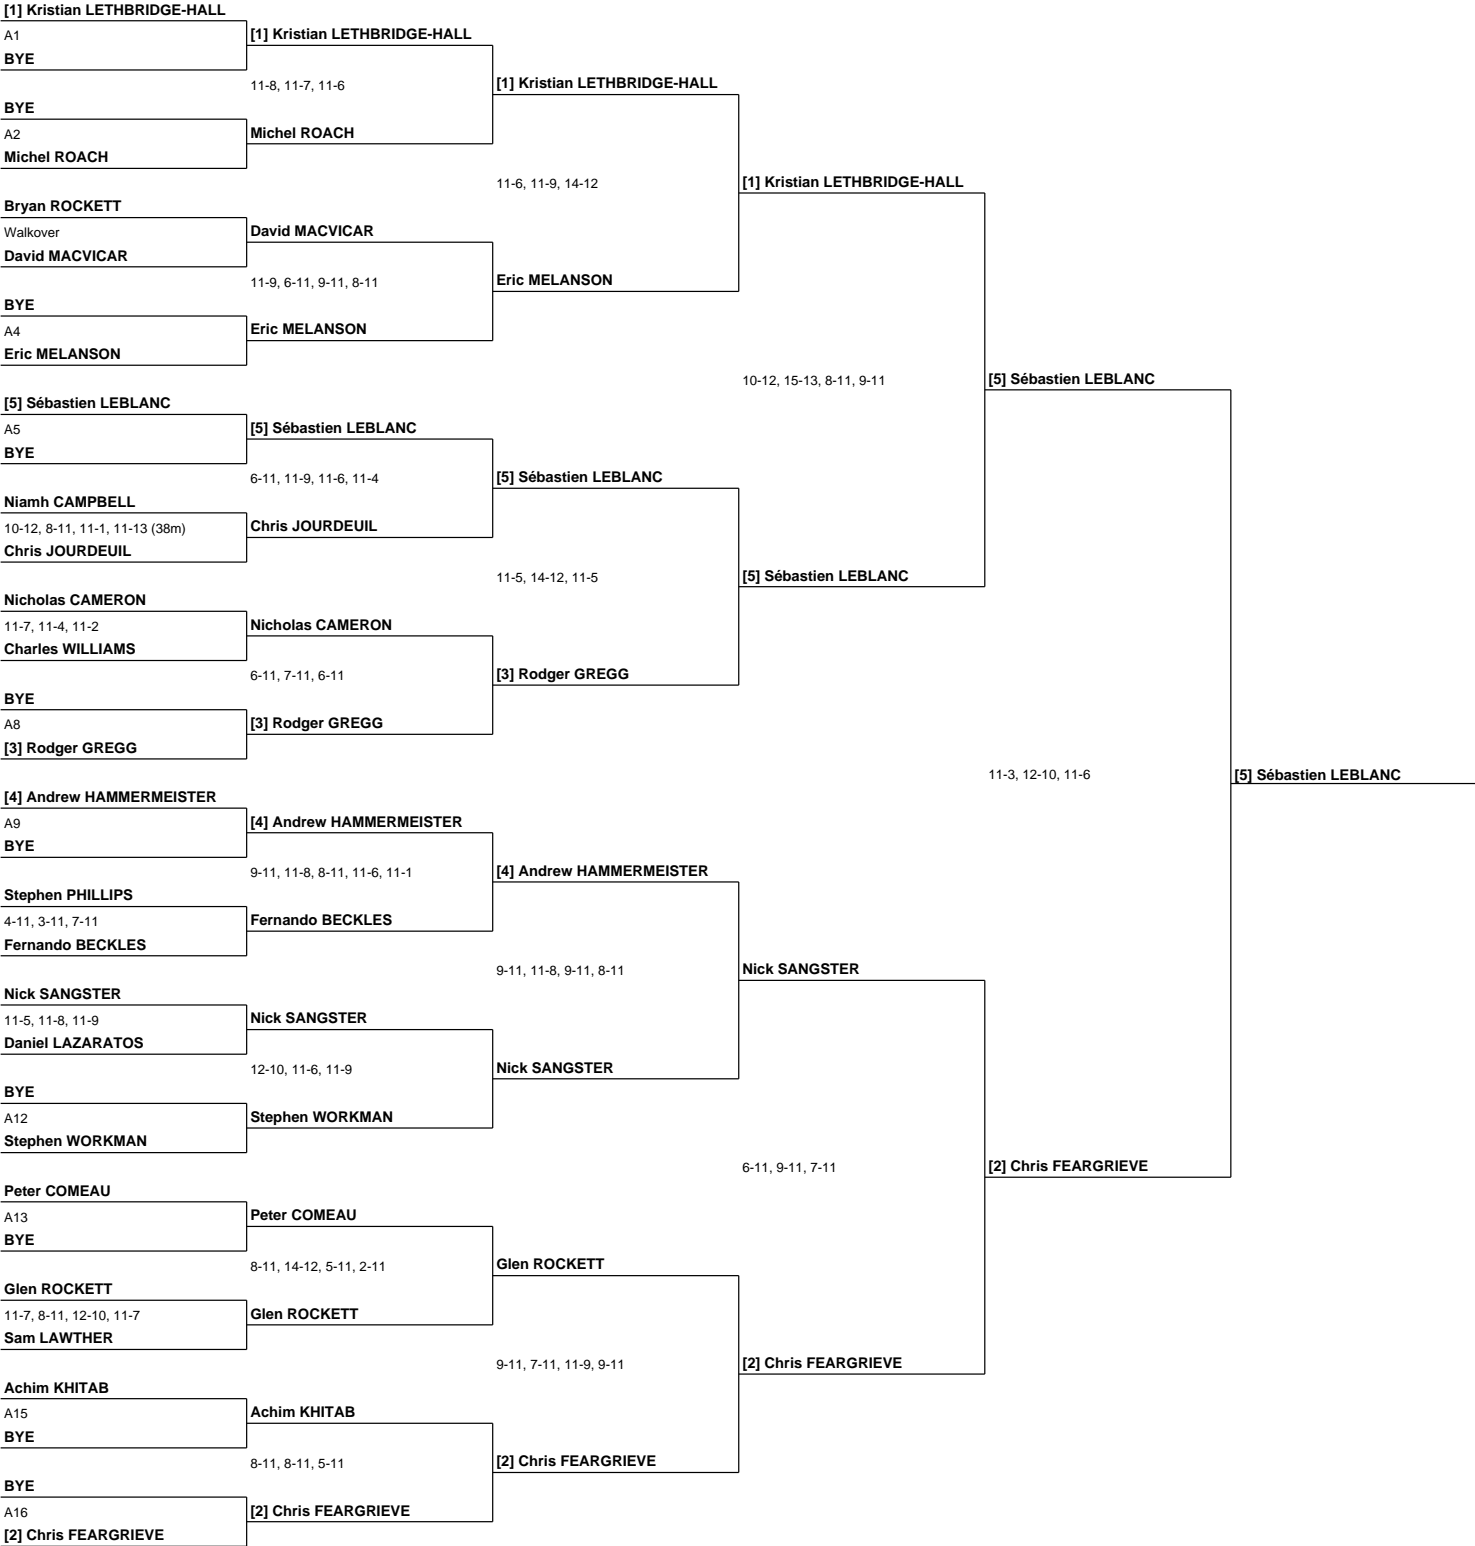 [1] Kristian LETHBRIDGE-HALL
A1
BYE
BYE
A2
Michel ROACH
Bryan ROCKETT
Walkover
David MACVICAR
BYE
A4
Eric MELANSON
[5] Sébastien LEBLANC
A5
BYE
Niamh CAMPBELL
10-12, 8-11, 11-1, 11-13 (38m)
Chris JOURDEUIL
Nicholas CAMERON
11-7, 11-4, 11-2
Charles WILLIAMS
BYE
A8
[3] Rodger GREGG
[4] Andrew HAMMERMEISTER
A9
BYE
Stephen PHILLIPS
4-11, 3-11, 7-11
Fernando BECKLES
Nick SANGSTER
11-5, 11-8, 11-9
Daniel LAZARATOS
BYE
A12
Stephen WORKMAN
Peter COMEAU
A13
BYE
Glen ROCKETT
11-7, 8-11, 12-10, 11-7
Sam LAWTHER
Achim KHITAB
A15
BYE
BYE
A16
[2] Chris FEARGRIEVE
[1] Kristian LETHBRIDGE-HALL
11-8, 11-7, 11-6
Michel ROACH
David MACVICAR
11-9, 6-11, 9-11, 8-11
Eric MELANSON
[5] Sébastien LEBLANC
6-11, 11-9, 11-6, 11-4
Chris JOURDEUIL
Nicholas CAMERON
6-11, 7-11, 6-11
[3] Rodger GREGG
[4] Andrew HAMMERMEISTER
9-11, 11-8, 8-11, 11-6, 11-1
Fernando BECKLES
Nick SANGSTER
12-10, 11-6, 11-9
Stephen WORKMAN
Peter COMEAU
8-11, 14-12, 5-11, 2-11
Glen ROCKETT
Achim KHITAB
8-11, 8-11, 5-11
[2] Chris FEARGRIEVE
[1] Kristian LETHBRIDGE-HALL
11-6, 11-9, 14-12
Eric MELANSON
[5] Sébastien LEBLANC
11-5, 14-12, 11-5
[3] Rodger GREGG
[4] Andrew HAMMERMEISTER
9-11, 11-8, 9-11, 8-11
Nick SANGSTER
Glen ROCKETT
9-11, 7-11, 11-9, 9-11
[2] Chris FEARGRIEVE
[1] Kristian LETHBRIDGE-HALL
10-12, 15-13, 8-11, 9-11
[5] Sébastien LEBLANC
Nick SANGSTER
6-11, 9-11, 7-11
[2] Chris FEARGRIEVE
[5] Sébastien LEBLANC
11-3, 12-10, 11-6
[2] Chris FEARGRIEVE
[5] Sébastien LEBLANC